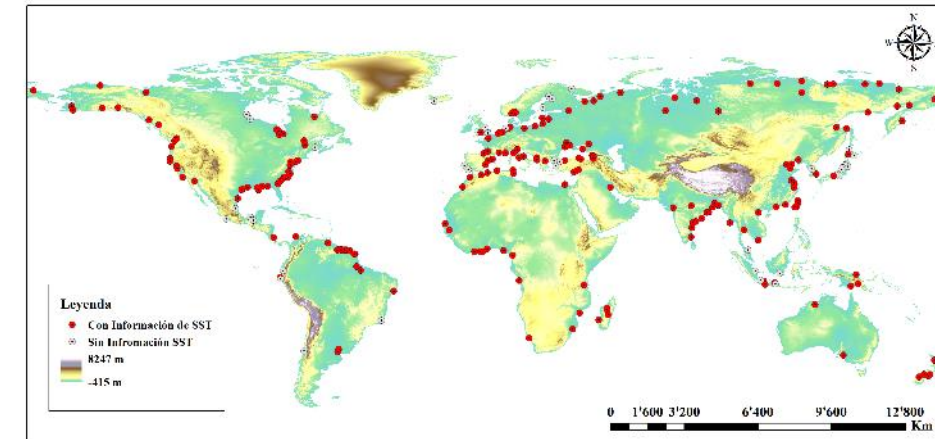 N
W
S
Leyenda
Con Información de SST
Sin Infromación SST
8247 m
-415 m
0 1'600 3'200 6'400 9'600 12'800
Km